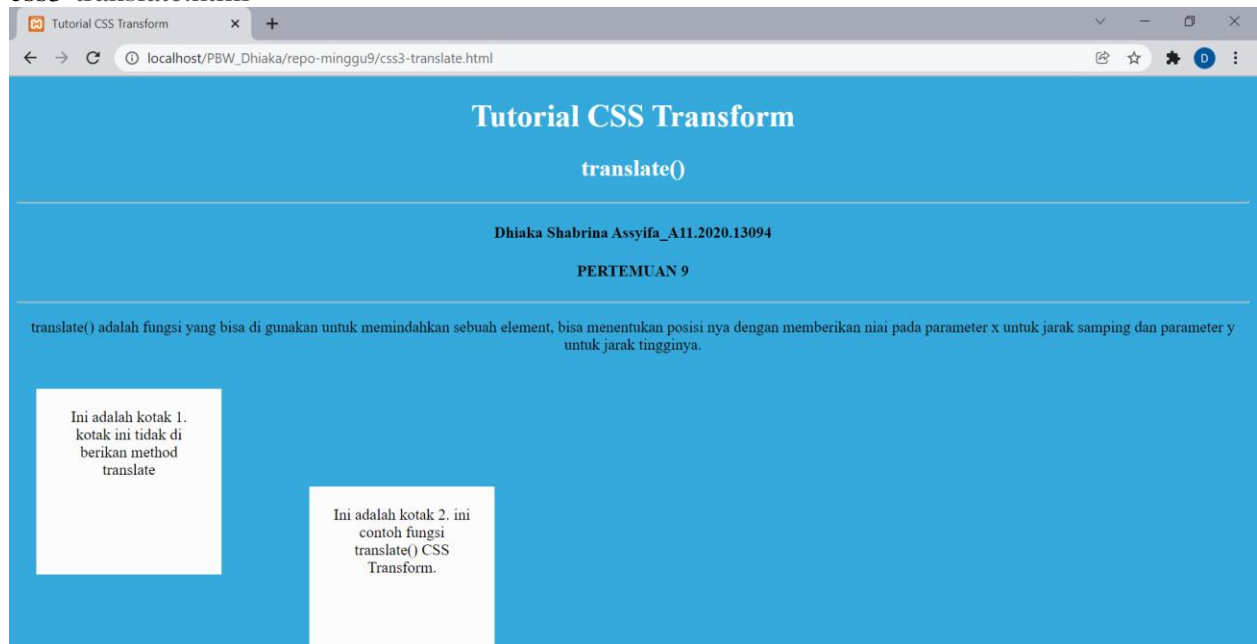 css3-translate.html
Tutorial CSS Transform
localhost/PBW_Dhiaka/repo-minggu9/css3-translate.html
D
Tutorial CSS Transform
translate()
Dhiaka Shabrina Assyifa_A11.2020.13094
PERTEMUAN 9
translate() adalah fungsi yang bisa di gunakan untuk memindahkan sebuah element, bisa menentukan posisi nya dengan memberikan niai pada parameter x untuk jarak samping dan parameter y
untuk jarak tingginya.
Ini adalah kotak 1.
kotak ini tidak di
berikan method
translate
Ini adalah kotak 2. ini
contoh fungsi
translate() CSS
Transform.